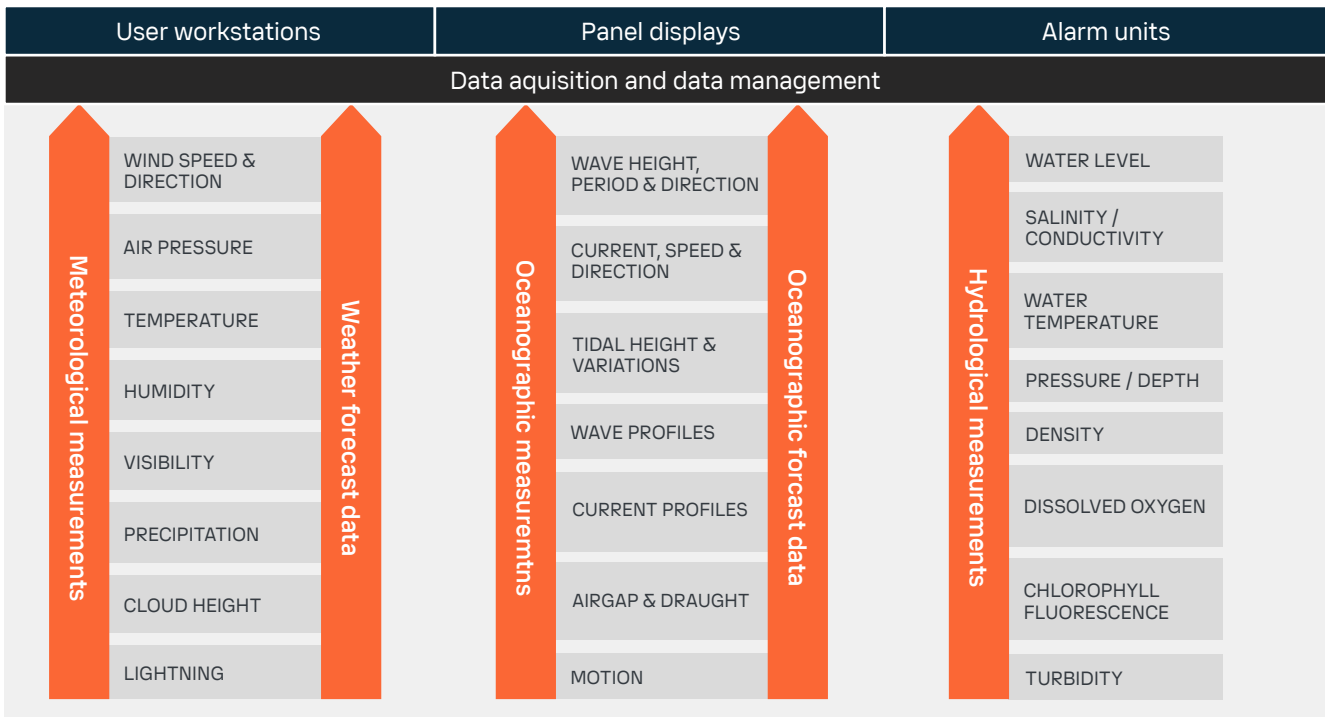 User workstations
Panel displays
Alarm units
Data aquisition and data management
Meteorological measurements
WIND SPEED &
DIRECTION
AIR PRESSURE
TEMPERATURE
HUMIDITY
VISIBILITY
PRECIPITATION
CLOUD HEIGHT
LIGHTNING
Weather forecast data
Oceanographic measuremtns
WAVE HEIGHT,
PERIOD & DIRECTION
CURRENT, SPEED &
DIRECTION
TIDAL HEIGHT &
VARIATIONS
WAVE PROFILES
CURRENT PROFILES
AIRGAP & DRAUGHT
MOTION
Oceanographic forcast data
Hydrological measurements
WATER LEVEL
SALINITY /
CONDUCTIVITY
WATER
TEMPERATURE
PRESSURE / DEPTH
DENSITY
DISSOLVED OXYGEN
CHLOROPHYLL
FLUORESCENCE
TURBIDITY